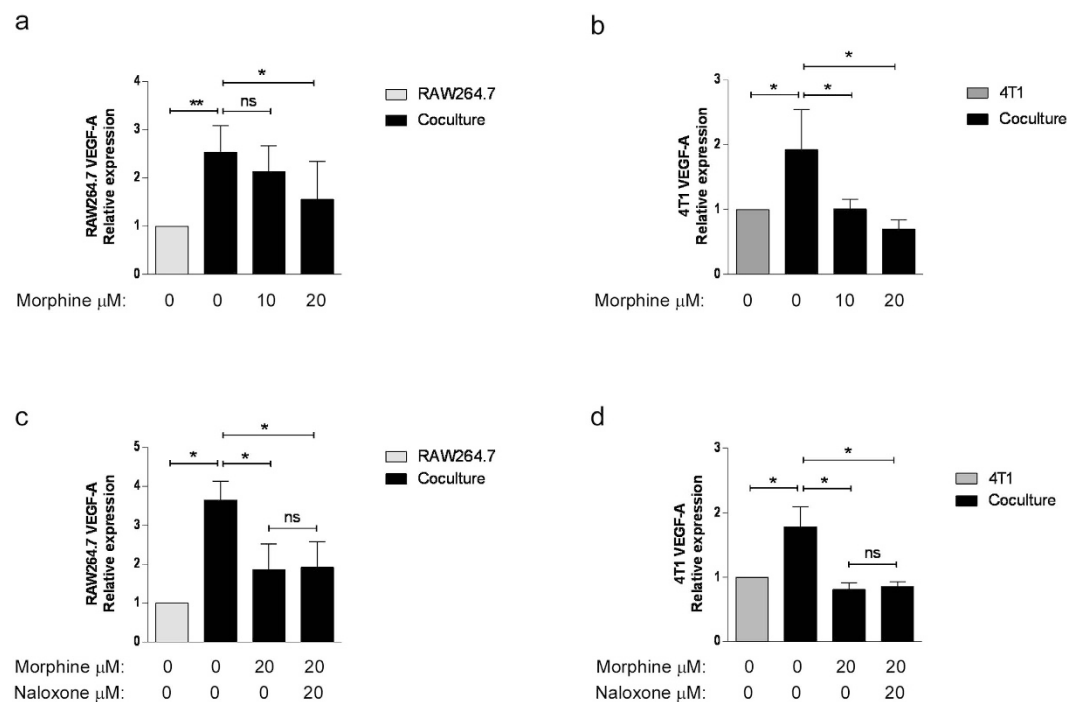 a
RAW264.7 VEGF-A
Relative expression
4
3
2
1
0
**
ns
*
RAW264.7
Coculture
Morphine μM: 0 0 10 20
b
4T1 VEGF-A
Relative expression
3
2
1
0
*
*
*
4T1
Coculture
Morphine μM: 0 0 10 20
c
RAW264.7 VEGF-A
Relative expression
5
4
3
2
1
0
*
*
*
ns
RAW264.7
Coculture
Morphine μM: 0 0 20 20
Naloxone μM: 0 0 0 20
d
4T1 VEGF-A
Relative expression
3
2
1
0
*
*
*
ns
4T1
Coculture
Morphine μM: 0 0 20 20
Naloxone μM: 0 0 0 20